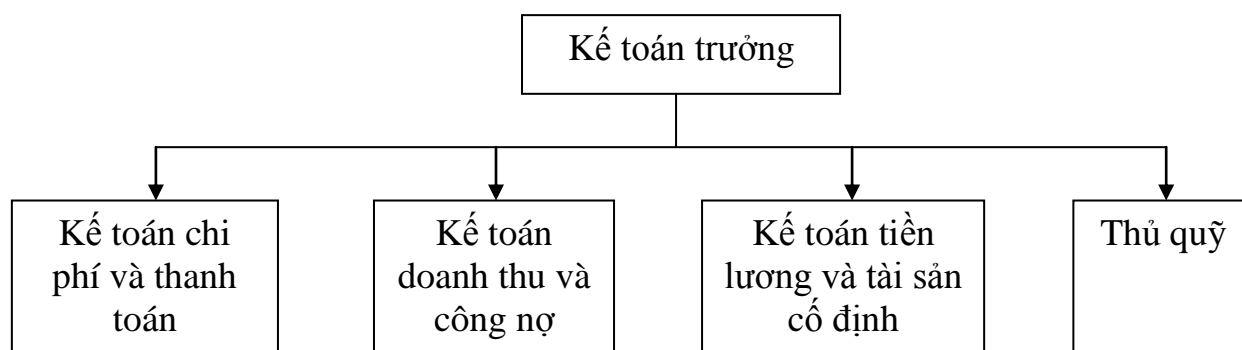 Kế toán trưởng
Kế toán chi
phí và thanh
toán
Kế toán
doanh thu và
công nợ
Kế toán tiền
lương và tài sản
cố định
Thủ quỹ